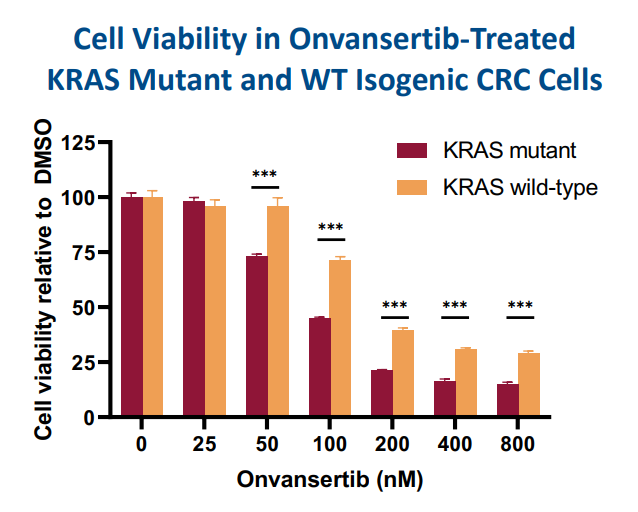 Cell Viability in Onvansertib-Treated
KRAS Mutant and WT Isogenic CRC Cells
Cell viability relative to DMSO
125
100
75
50
25
0
KRAS mutant
KRAS wild-type
***
***
***
***
***
0 25 50 100 200 400 800
Onvansertib (nM)